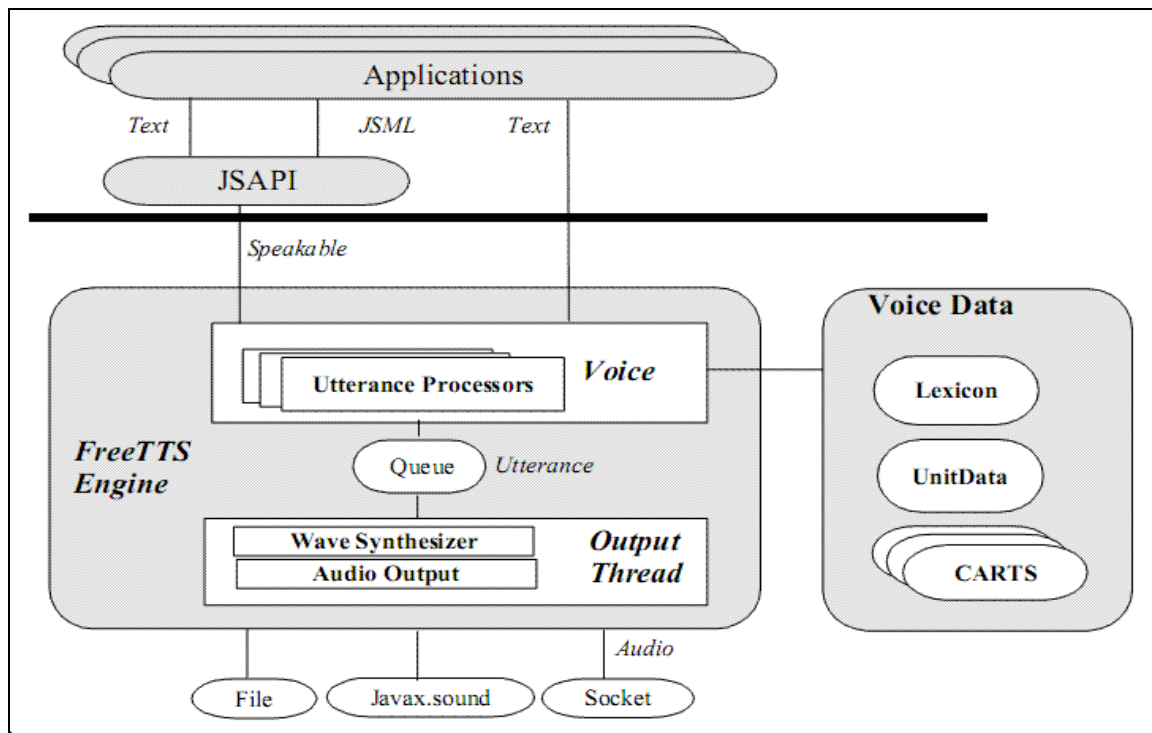 Applications
Text
JSML
Text
JSAPI
Speakable
Voice Data
Utterance Processors
Voice
Lexicon
FreeTTS
Engine
Queue
Utterance
UnitData
Wave Synthesizer
Audio Output
Output
Thread
CARTS
Audio
File
Javax.sound
Socket